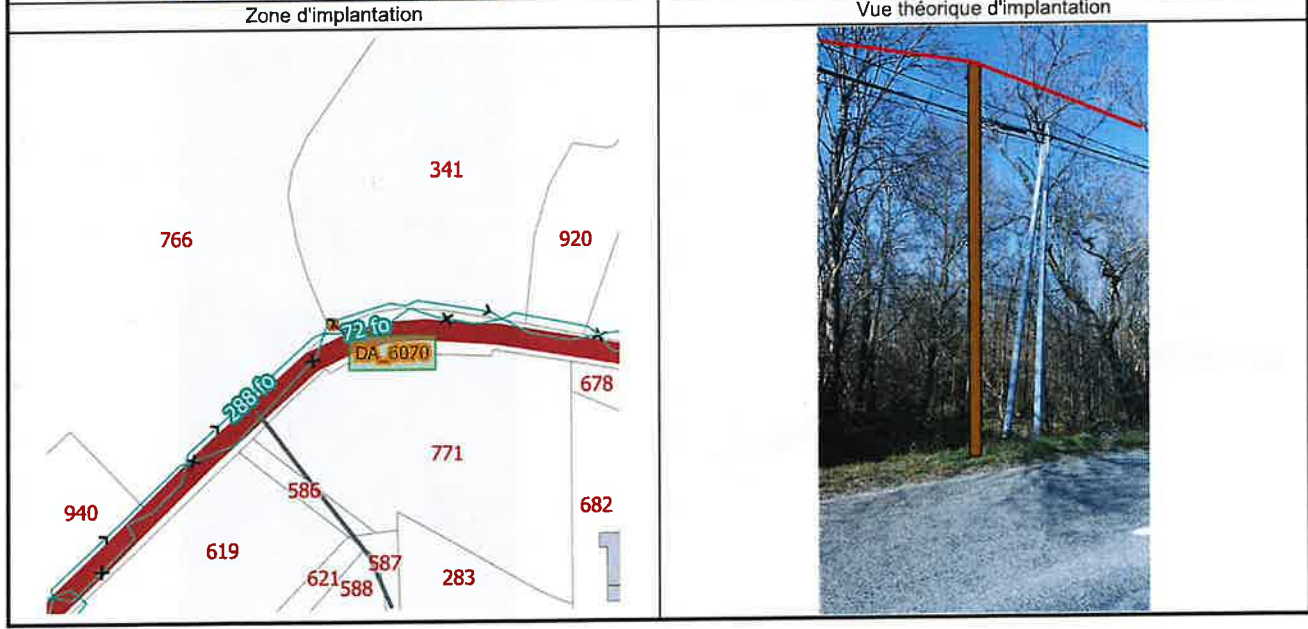 Zone d'implantation
Vue théorique d'implantation
341
766
920
72 fo
DA_6070
288 fo
678
771
586
940
682
619
587
621
588
283
1